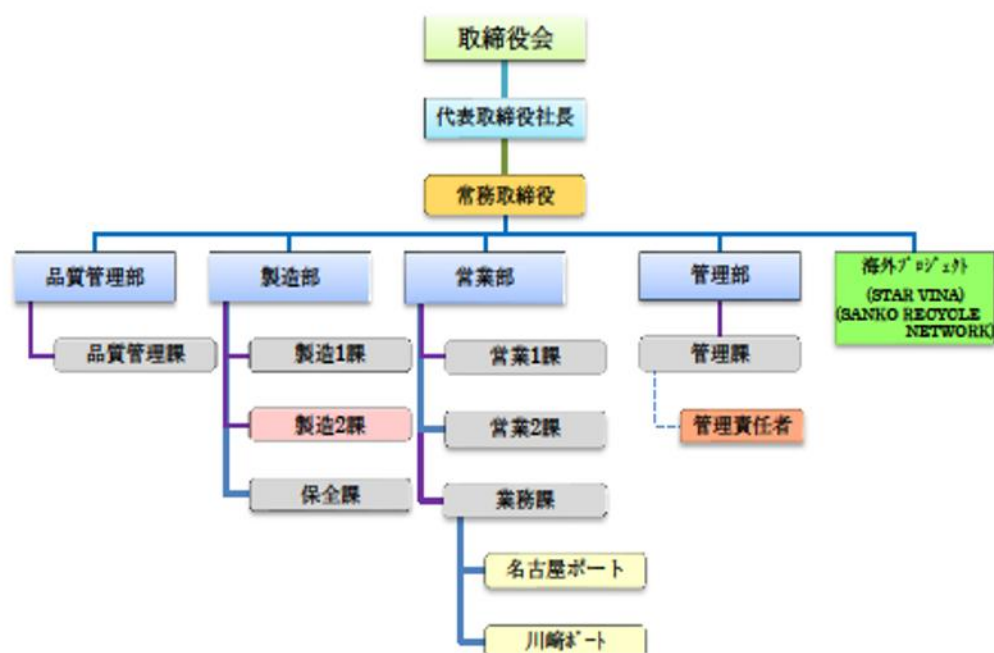 取締役会
代表取締役社長
常務取締役
品質管理部
製造部
営業部
管理部
海外ﾌﾟﾛｼﾞｪｸﾄ
(STAR VINA)
(SANKO RECYCLE
NETWORK)
品質管理課
製造1課
営業1課
管理課
製造2課
営業2課
管理責任者
保全課
業務課
名古屋ポート
川崎ﾎﾟｰﾄ